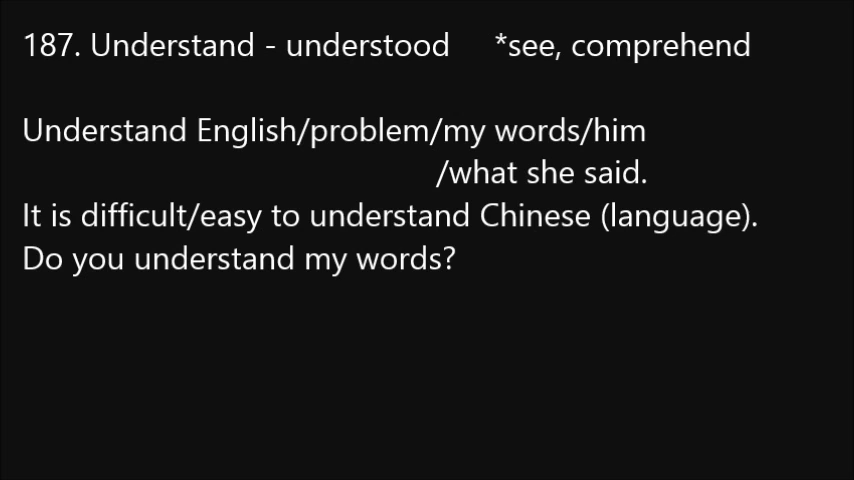 187. Understand - understood *see, comprehend
Understand English/problem/my words/him
/what she said.
It is difficult/easy to understand Chinese (language).
Do you understand my words?